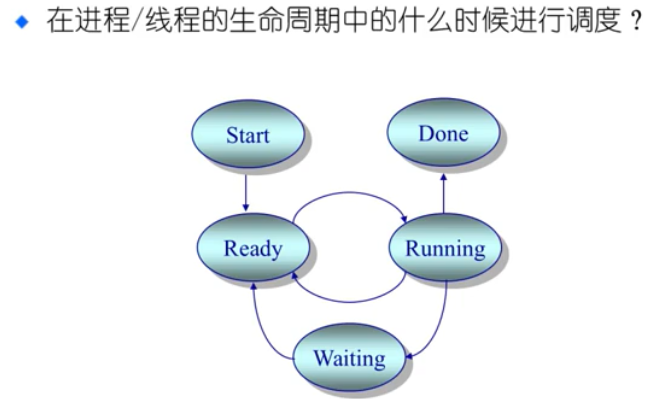 在进程/线程的生命周期中的什么时候进行调度？
Start
Done
Ready
Running
Waiting